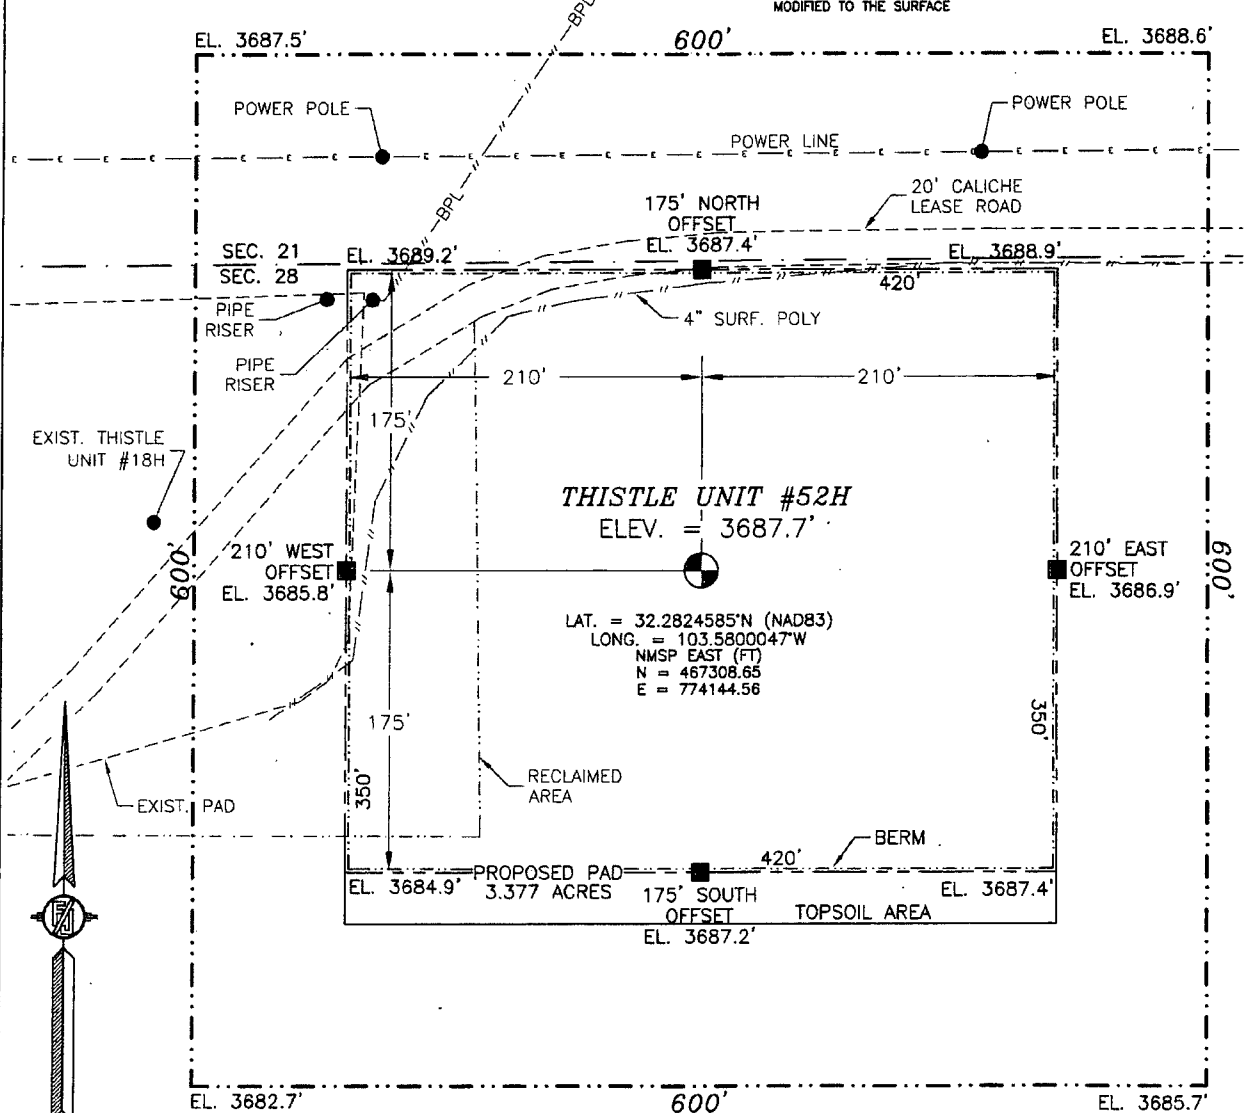 MODIFIED TO THE SURFACE
BPL
EL. 3687.5'
600'
EL. 3688.6'
POWER POLE
POWER POLE
POWER LINE
20' CALICHE
LEASE ROAD
BPL
175' NORTH
OFFSET
EL. 3687.4'
SEC. 21
SEC. 28
EL. 3689.2'
EL. 3688.9'
420'
PIPE
RISER
4" SURF. POLY
PIPE
RISER
210'
210'
175'
EXIST. THISTLE
UNIT #18H
THISTLE UNIT #52H
ELEV. = 3687.7'
600'
210' WEST
OFFSET
EL. 3685.8'
210' EAST
OFFSET
EL. 3686.9'
600'
LAT. = 32.2824585°N (NAD83)
LONG. = 103.5800047°W
NMSP EAST (FT)
N = 467308.65
E = 774144.56
175'
350'
350'
RECLAIMED
AREA
EXIST. PAD
BERM
420'
PROPOSED PAD
3.377 ACRES
EL. 3684.9'
175' SOUTH
OFFSET
EL. 3687.2'
EL. 3687.4'
TOPSOIL AREA
EL. 3682.7'
600'
EL. 3685.7'